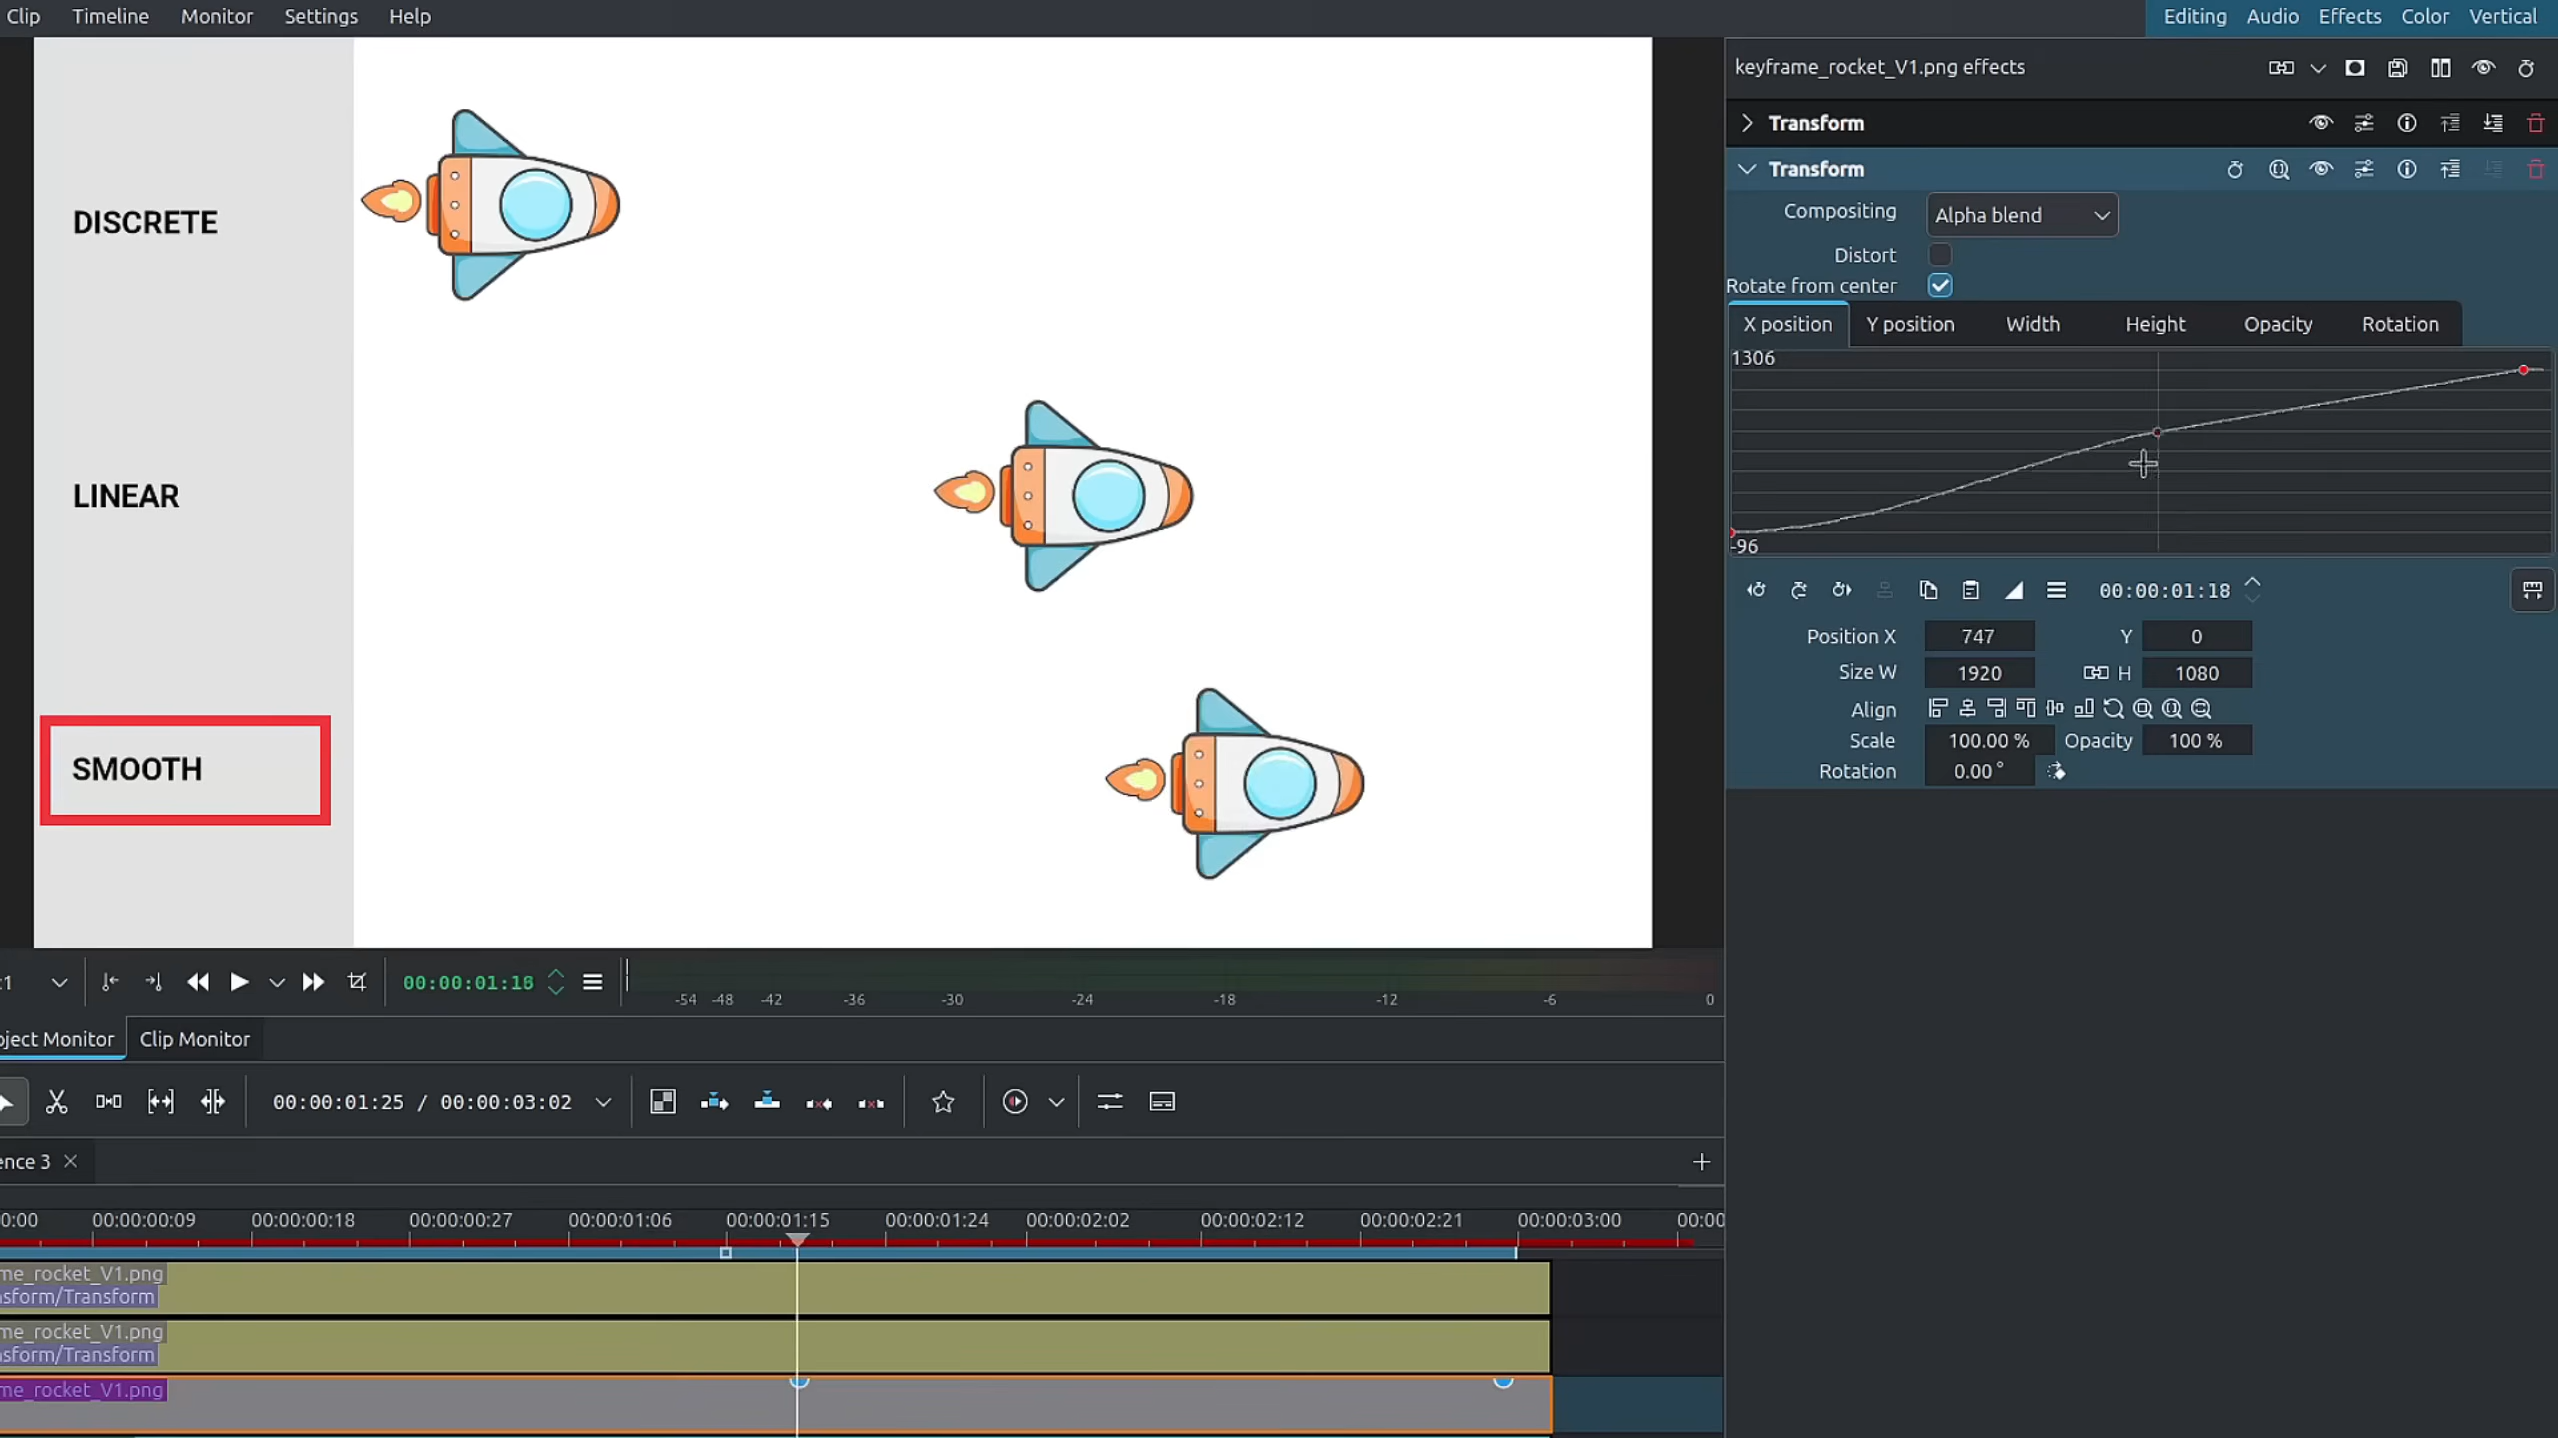 Clip Timeline Monitor Settings Help
Editing Audio Effects Color Vertical
DISCRETE
LINEAR
SMOOTH
keyframe_rocket_V1.png effects
Transform
Transform
Compositing Alpha blend
Distort
Rotate from center
X position Y position Width Height Opacity Rotation
1306
-96
00:00:01:18
Position X 747 Y 0
Size W 1920 H 1080
Align
Scale 100.00 % Opacity 100 %
Rotation 0.00 °
:1 00:00:01:18
-54 -48 -42 -36 -30 -24 -18 -12 -6 0
oject Monitor Clip Monitor
00:00:01:25 / 00:00:03:02
ence 3
0:00 00:00:00:09 00:00:00:18 00:00:00:27 00:00:01:06 00:00:01:15 00:00:01:24 00:00:02:02 00:00:02:12 00:00:02:21 00:00:03:00 00:00
me_rocket_V1.png
nsform/Transform
me_rocket_V1.png
nsform/Transform
me_rocket_V1.png